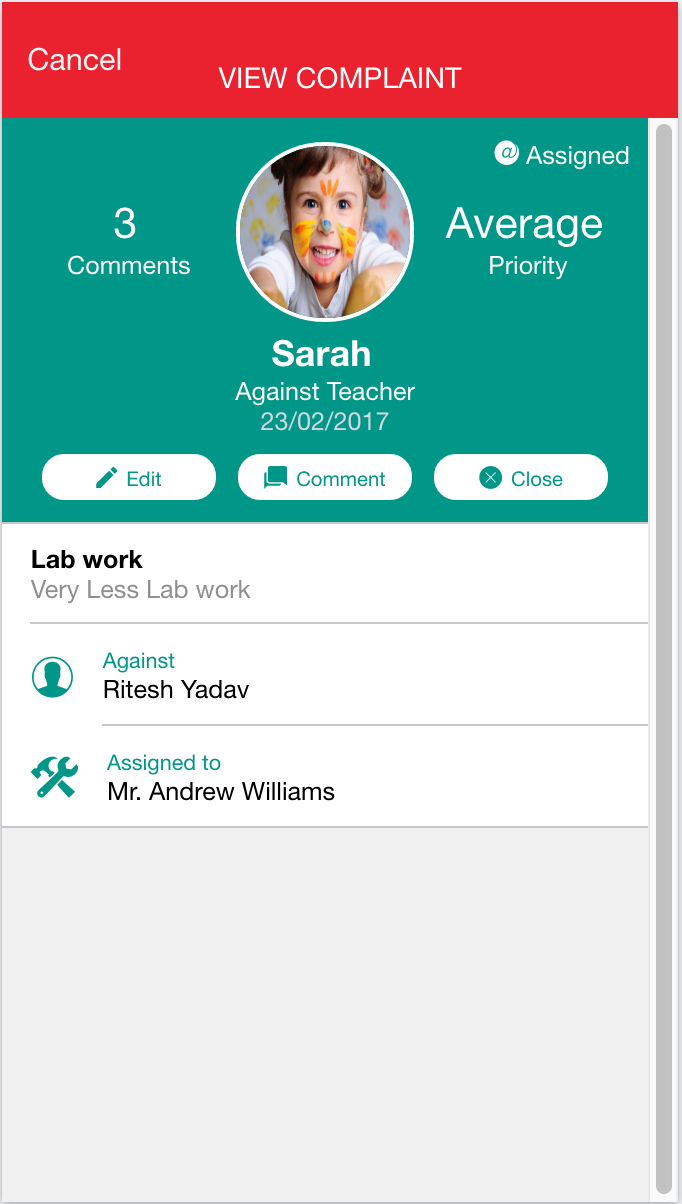 Cancel
VIEW COMPLAINT
@ Assigned
3
Comments
Average
Priority
Sarah
Against Teacher
23/02/2017
Edit
Comment
Close
Lab work
Very Less Lab work
Against
Ritesh Yadav
Assigned to
Mr. Andrew Williams